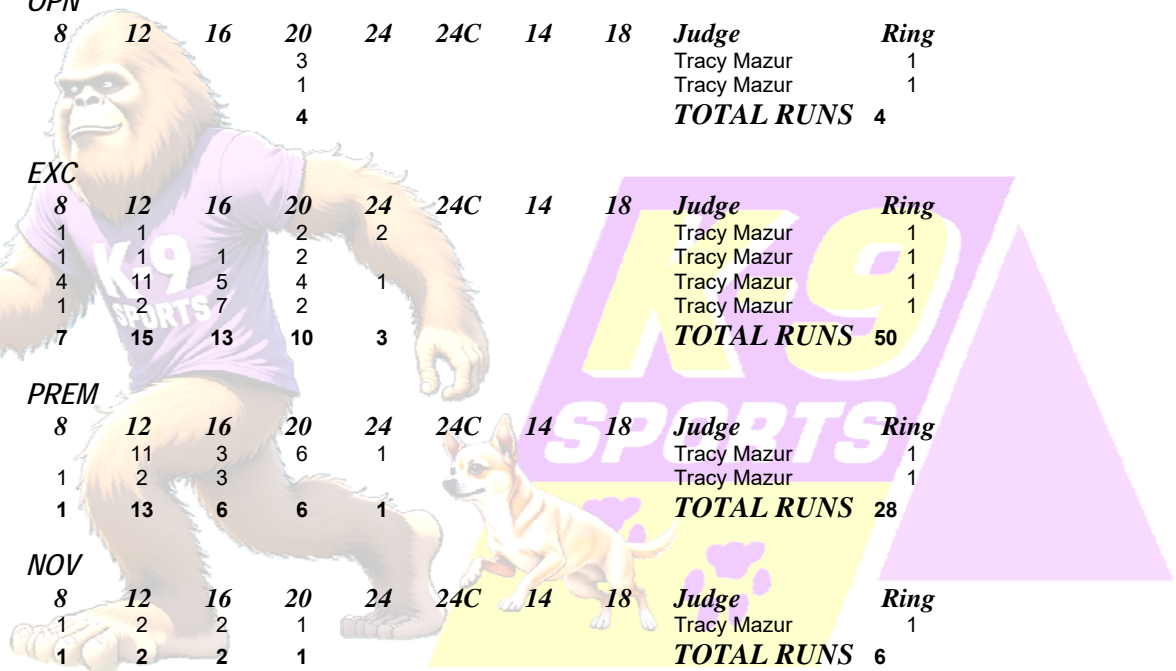 OPN
8 12 16 20 24 24C 14 18 Judge Ring
3 Tracy Mazur 1
1 Tracy Mazur 1
4 TOTAL RUNS 4
EXC
8 12 16 20 24 24C 14 18 Judge Ring
1 1 2 2 Tracy Mazur 1
1 1 1 2 Tracy Mazur 1
4 11 5 4 1 Tracy Mazur 1
1 2 7 2 Tracy Mazur 1
7 15 13 10 3 TOTAL RUNS 50
PREM
8 12 16 20 24 24C 14 18 Judge Ring
11 3 6 1 Tracy Mazur 1
1 2 3 Tracy Mazur 1
1 13 6 6 1 TOTAL RUNS 28
NOV
8 12 16 20 24 24C 14 18 Judge Ring
1 2 2 1 Tracy Mazur 1
1 2 2 1 TOTAL RUNS 6
K-9
SPORTS
K-9
SPORTS